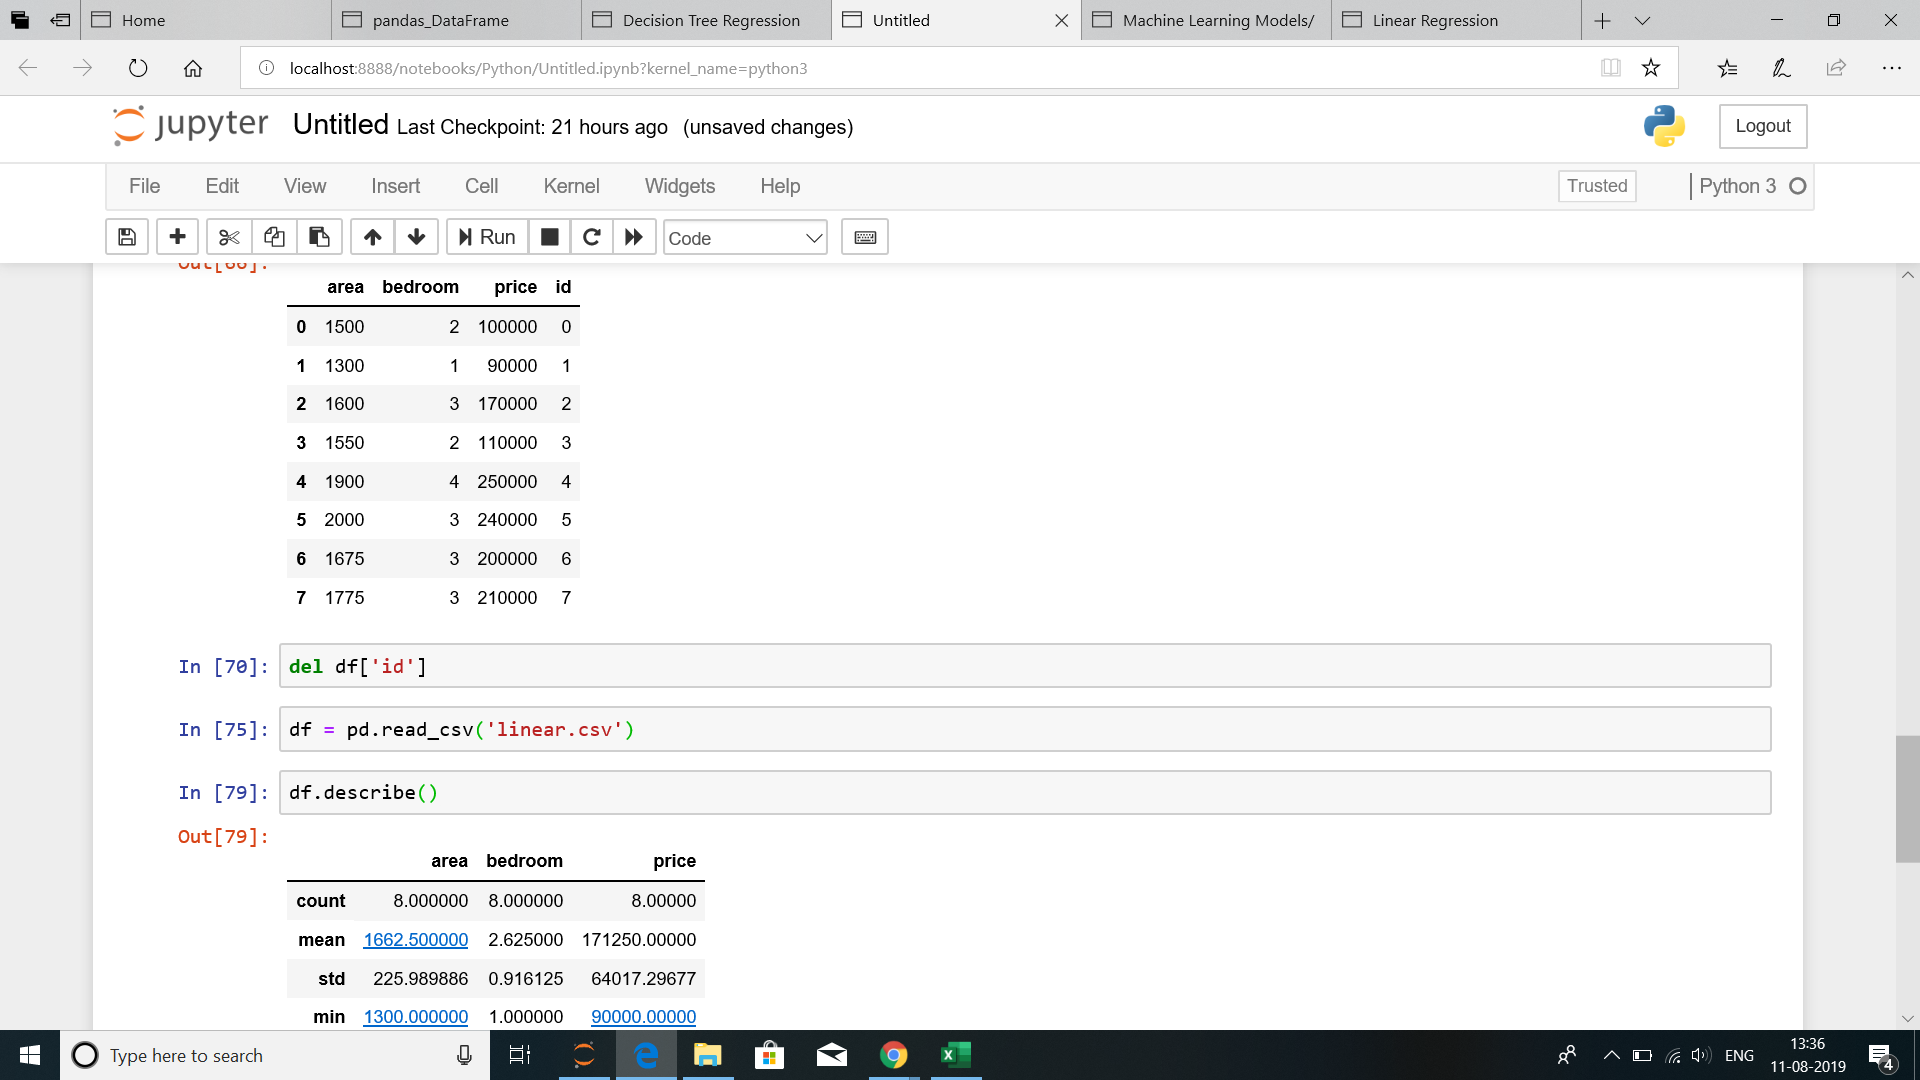 Home pandas_DataFrame Decision Tree Regression Untitled Machine Learning Models/ Linear Regression
localhost:8888/notebooks/Python/Untitled.ipynb?kernel_name=python3
jupyter Untitled Last Checkpoint: 21 hours ago (unsaved changes) Logout
File Edit View Insert Cell Kernel Widgets Help Trusted Python 3
Run Code
Out[66]:
area bedroom price id
0 1500 2 100000 0
1 1300 1 90000 1
2 1600 3 170000 2
3 1550 2 110000 3
4 1900 4 250000 4
5 2000 3 240000 5
6 1675 3 200000 6
7 1775 3 210000 7
In [70]: del df['id']
In [75]: df = pd.read_csv('linear.csv')
In [79]: df.describe()
Out[79]:
area bedroom price
count 8.000000 8.000000 8.00000
mean 1662.500000 2.625000 171250.00000
std 225.989886 0.916125 64017.29677
min 1300.000000 1.000000 90000.00000
Type here to search ENG 13:36
11-08-2019 4